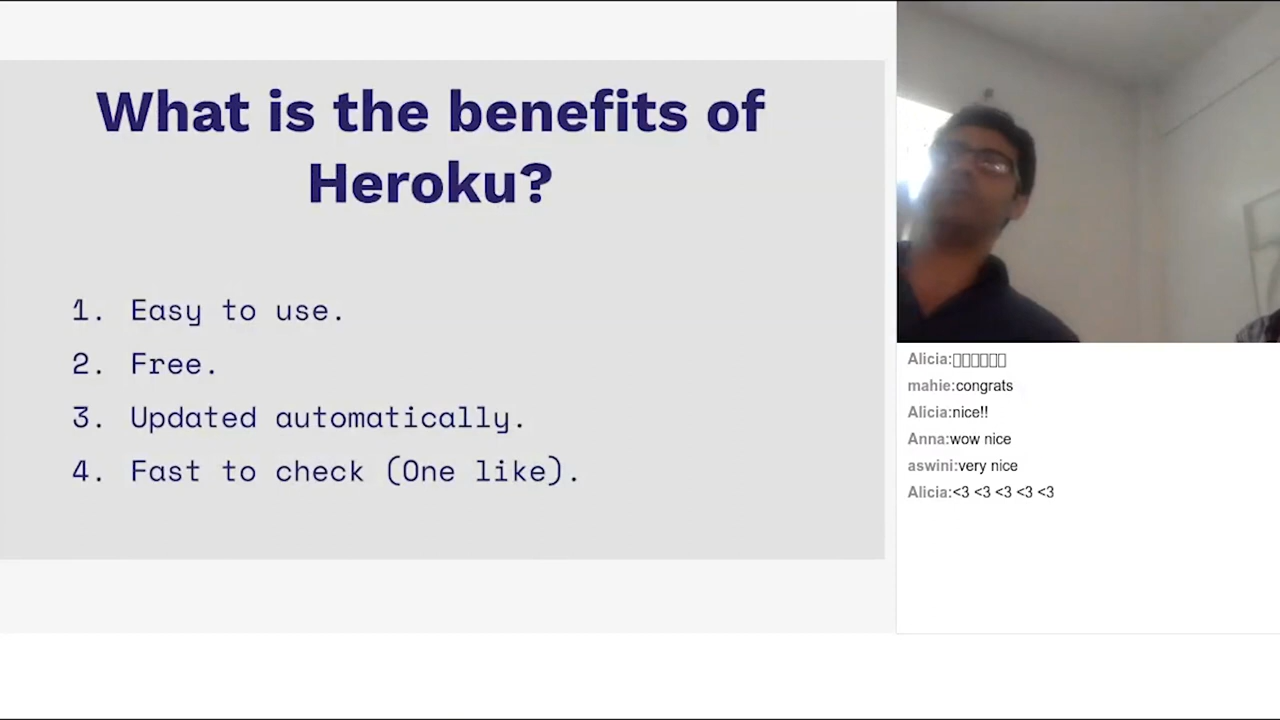 What is the benefits of
Heroku?
1. Easy to use.
2. Free.
3. Updated automatically.
4. Fast to check (One like).
Alicia:
mahie:congrats
Alicia:nice!!
Anna:wow nice
aswini:very nice
Alicia:<3 <3 <3 <3 <3